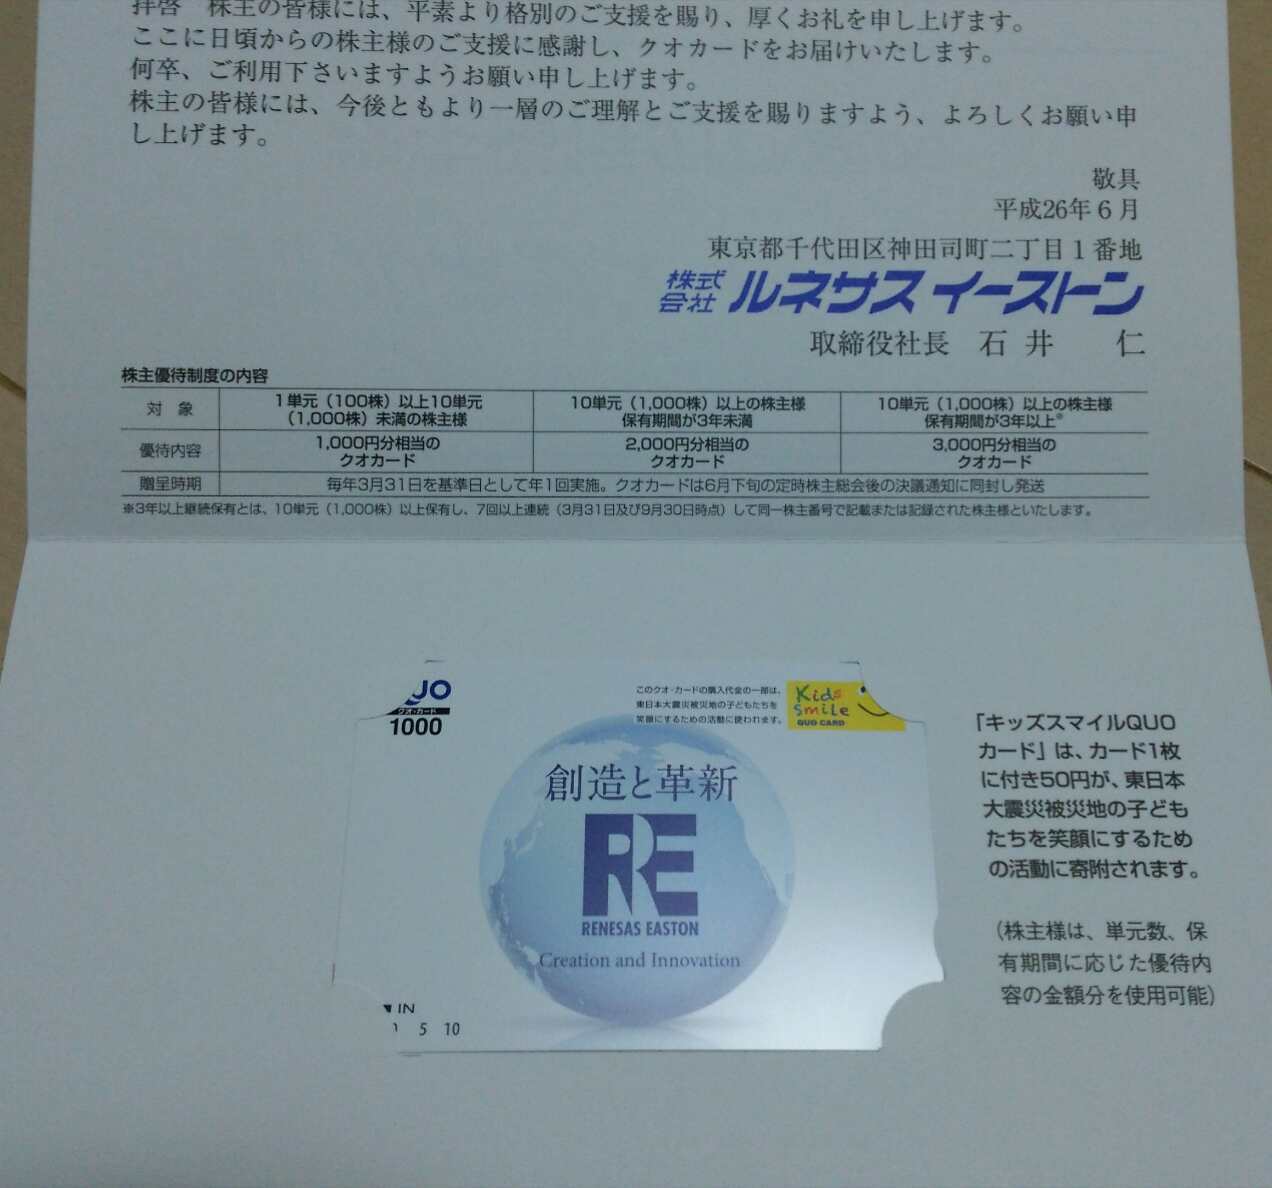 拝啓　株主の皆様には、平素より格別のご支援を賜り、厚くお礼を申し上げます。
ここに日頃からの株主様のご支援に感謝し、クオカードをお届けいたします。
何卒、ご利用下さいますようお願い申し上げます。
株主の皆様には、今後ともより一層のご理解とご支援を賜りますよう、よろしくお願い申
し上げます。
敬具
平成26年６月
東京都千代田区神田司町二丁目１番地
株式会社 ルネサス イーストン
取締役社長　石 井　　仁
株主優待制度の内容
対　象 1単元（100株）以上10単元（1,000株）未満の株主様 10単元（1,000株）以上の株主様 保有期間が3年未満 10単元（1,000株）以上の株主様 保有期間が3年以上※
優待内容 1,000円分相当のクオカード 2,000円分相当のクオカード 3,000円分相当のクオカード
贈呈時期 毎年3月31日を基準日として年1回実施。クオカードは6月下旬の定時株主総会後の決議通知に同封し発送
※3年以上継続保有とは、10単元（1,000株）以上保有し、7回以上連続（3月31日及び9月30日時点）して同一株主番号で記載または記録された株主様といたします。
UO
クオ・カード
1000
このクオ・カードの購入代金の一部は、
東日本大震災被災地の子どもたちを
笑顔にするための活動に使われます。
Kids
Smile
QUO CARD
創造と革新
RE
RENESAS EASTON
Creation and Innovation
IN
5 10
「キッズスマイルQUO
カード」は、カード1枚
に付き50円が、東日本
大震災被災地の子ども
たちを笑顔にするため
の活動に寄附されます。
（株主様は、単元数、保
有期間に応じた優待内
容の金額分を使用可能）